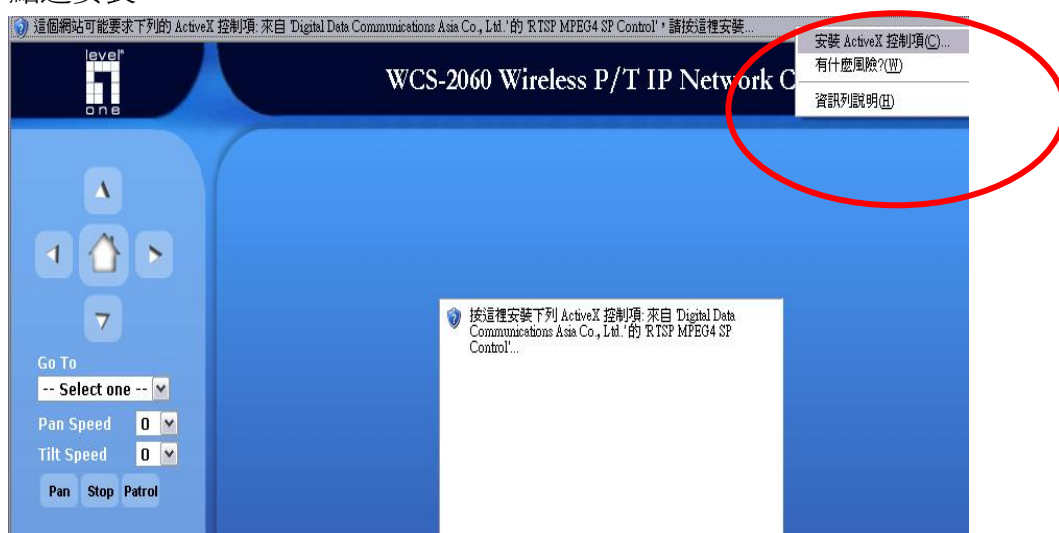 這個網站可能要求下列的 ActiveX 控制項: 來自 'Digital Data Communications Asia Co., Ltd.' 的 'RTSP MPEG4 SP Control'，請按這裡安裝...
安裝 ActiveX 控制項(C)...
有什麼風險?(W)
資訊列說明(H)
level
one
WCS-2060 Wireless P/T IP Network C
按這裡安裝下列 ActiveX 控制項: 來自 'Digital Data
Communications Asia Co., Ltd.' 的 'RTSP MPEG4 SP
Control'...
Go To
-- Select one --
Pan Speed 0
Tilt Speed 0
Pan Stop Patrol